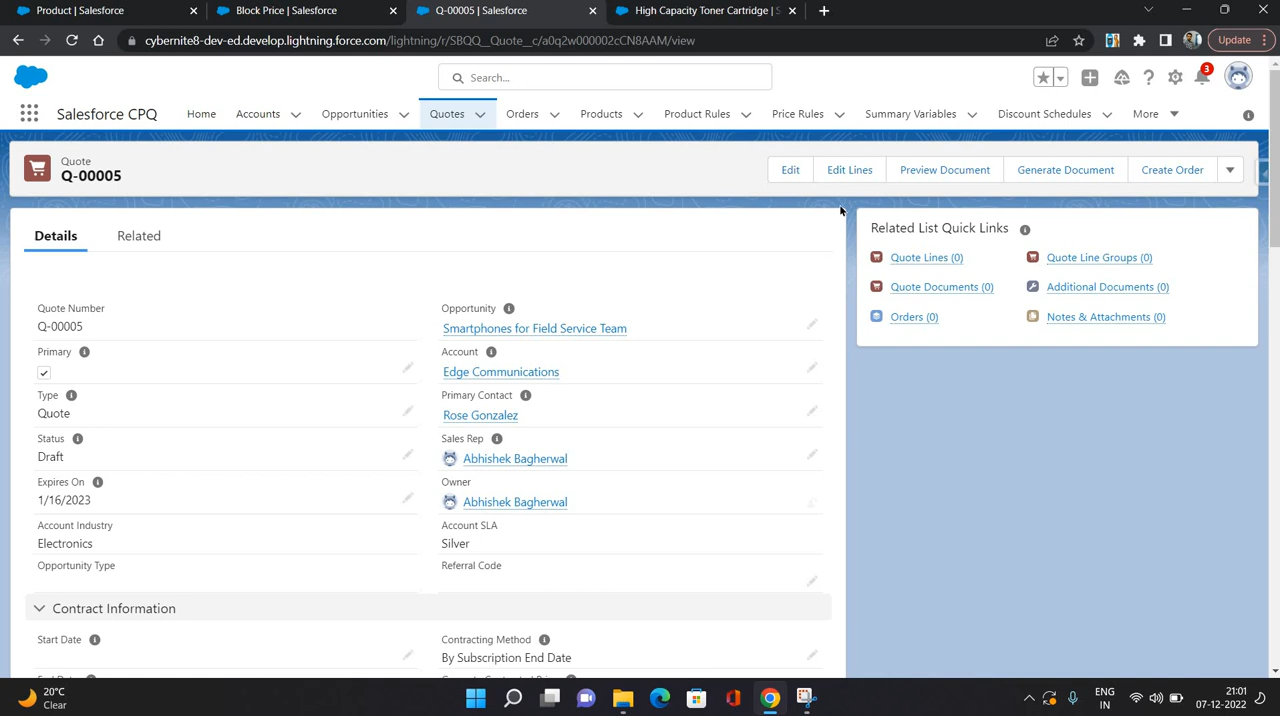 Product | Salesforce
Block Price | Salesforce
Q-00005 | Salesforce
High Capacity Toner Cartridge | S
cybernite8-dev-ed.develop.lightning.force.com/lightning/r/SBQQ__Quote__c/a0q2w000002cCN8AAM/view
Update
Search...
3
Salesforce CPQ
Home
Accounts
Opportunities
Quotes
Orders
Products
Product Rules
Price Rules
Summary Variables
Discount Schedules
More
Quote
Q-00005
Edit
Edit Lines
Preview Document
Generate Document
Create Order
Details
Related
Related List Quick Links
Quote Lines (0)
Quote Line Groups (0)
Quote Documents (0)
Additional Documents (0)
Orders (0)
Notes & Attachments (0)
Quote Number
Q-00005
Opportunity
Smartphones for Field Service Team
Primary
Account
Edge Communications
Type
Quote
Primary Contact
Rose Gonzalez
Status
Draft
Sales Rep
Abhishek Bagherwal
Expires On
1/16/2023
Owner
Abhishek Bagherwal
Account Industry
Electronics
Account SLA
Silver
Opportunity Type
Referral Code
Contract Information
Start Date
Contracting Method
By Subscription End Date
20°C
Clear
ENG
IN
21:01
07-12-2022